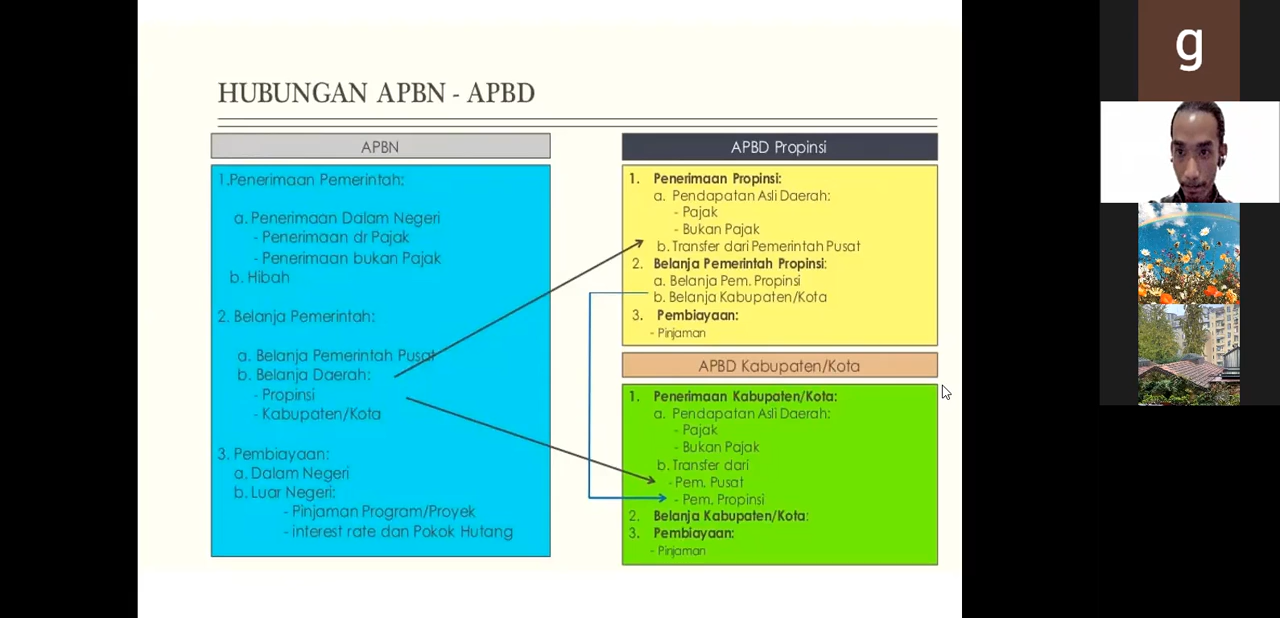 HUBUNGAN APBN - APBD
APBN
1.Penerimaan Pemerintah:
a. Penerimaan Dalam Negeri
- Penerimaan dr Pajak
- Penerimaan bukan Pajak
b. Hibah
2. Belanja Pemerintah:
a. Belanja Pemerintah Pusat
b. Belanja Daerah:
- Propinsi
- Kabupaten/Kota
3. Pembiayaan:
a. Dalam Negeri
b. Luar Negeri:
- Pinjaman Program/Proyek
- interest rate dan Pokok Hutang
APBD Propinsi
1. Penerimaan Propinsi:
a. Pendapatan Asli Daerah:
- Pajak
- Bukan Pajak
b. Transfer dari Pemerintah Pusat
2. Belanja Pemerintah Propinsi:
a. Belanja Pem. Propinsi
b. Belanja Kabupaten/Kota
3. Pembiayaan:
- Pinjaman
APBD Kabupaten/Kota
1. Penerimaan Kabupaten/Kota:
a. Pendapatan Asli Daerah:
- Pajak
- Bukan Pajak
b. Transfer dari
- Pem. Pusat
- Pem. Propinsi
2. Belanja Kabupaten/Kota:
3. Pembiayaan:
- Pinjaman
g